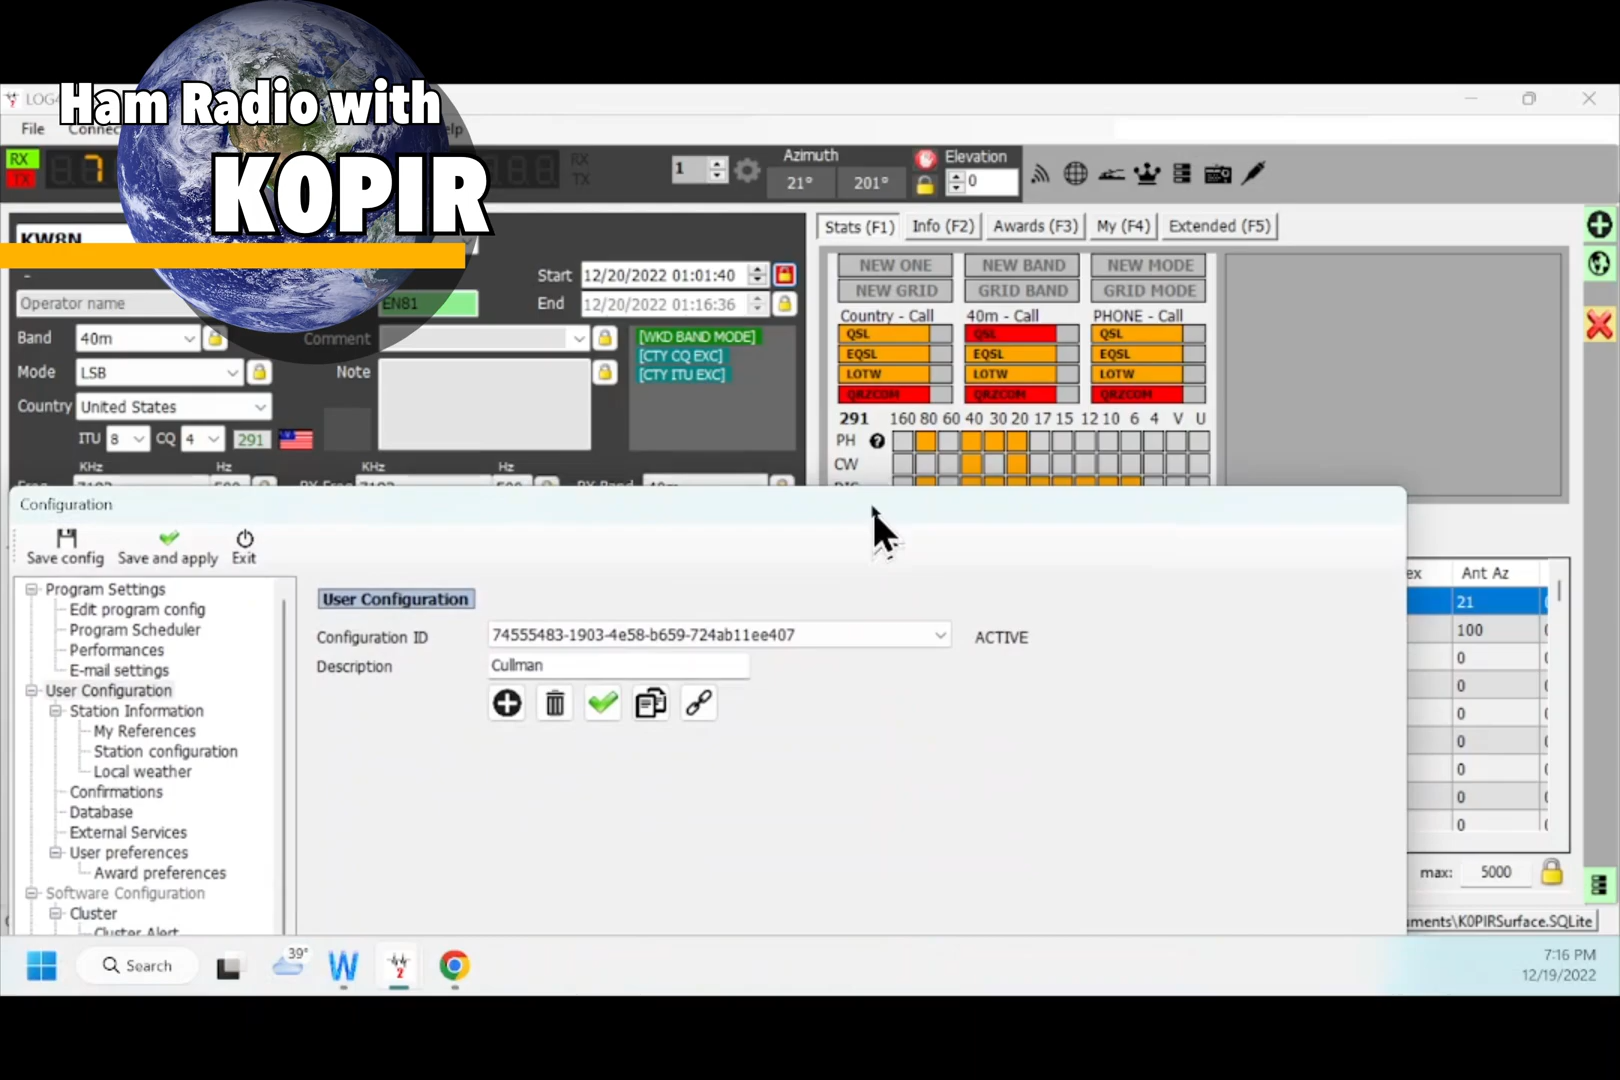 Ham Radio with
K0PIR
LOG
File Connec elp
RX
TX
7
RX
TX
1
Azimuth
21° 201°
Elevation
0
KW8N
-
Operator name
EN81
Start 12/20/2022 01:01:40
End 12/20/2022 01:16:36
Band 40m
Comment
Mode LSB
Note
Country United States
ITU 8 CQ 4 291
KHz Hz KHz Hz
[WKD BAND MODE]
[CTY CQ EXC]
[CTY ITU EXC]
Stats (F1) Info (F2) Awards (F3) My (F4) Extended (F5)
NEW ONE NEW BAND NEW MODE
NEW GRID GRID BAND GRID MODE
Country - Call 40m - Call PHONE - Call
QSL QSL QSL
EQSL EQSL EQSL
LOTW LOTW LOTW
QRZCOM QRZCOM QRZCOM
291 160 80 60 40 30 20 17 15 12 10 6 4 V U
PH
CW
Configuration
Save config Save and apply Exit
Program Settings
Edit program config
Program Scheduler
Performances
E-mail settings
User Configuration
Station Information
My References
Station configuration
Local weather
Confirmations
Database
External Services
User preferences
Award preferences
Software Configuration
Cluster
Cluster Alert
User Configuration
Configuration ID 74555483-1903-4e58-b659-724ab11ee407 ACTIVE
Description Cullman
ex Ant Az
21
100
0
0
0
0
0
0
0
max: 5000
uments\K0PIRSurface.SQLite
39°
Search
7:16 PM
12/19/2022